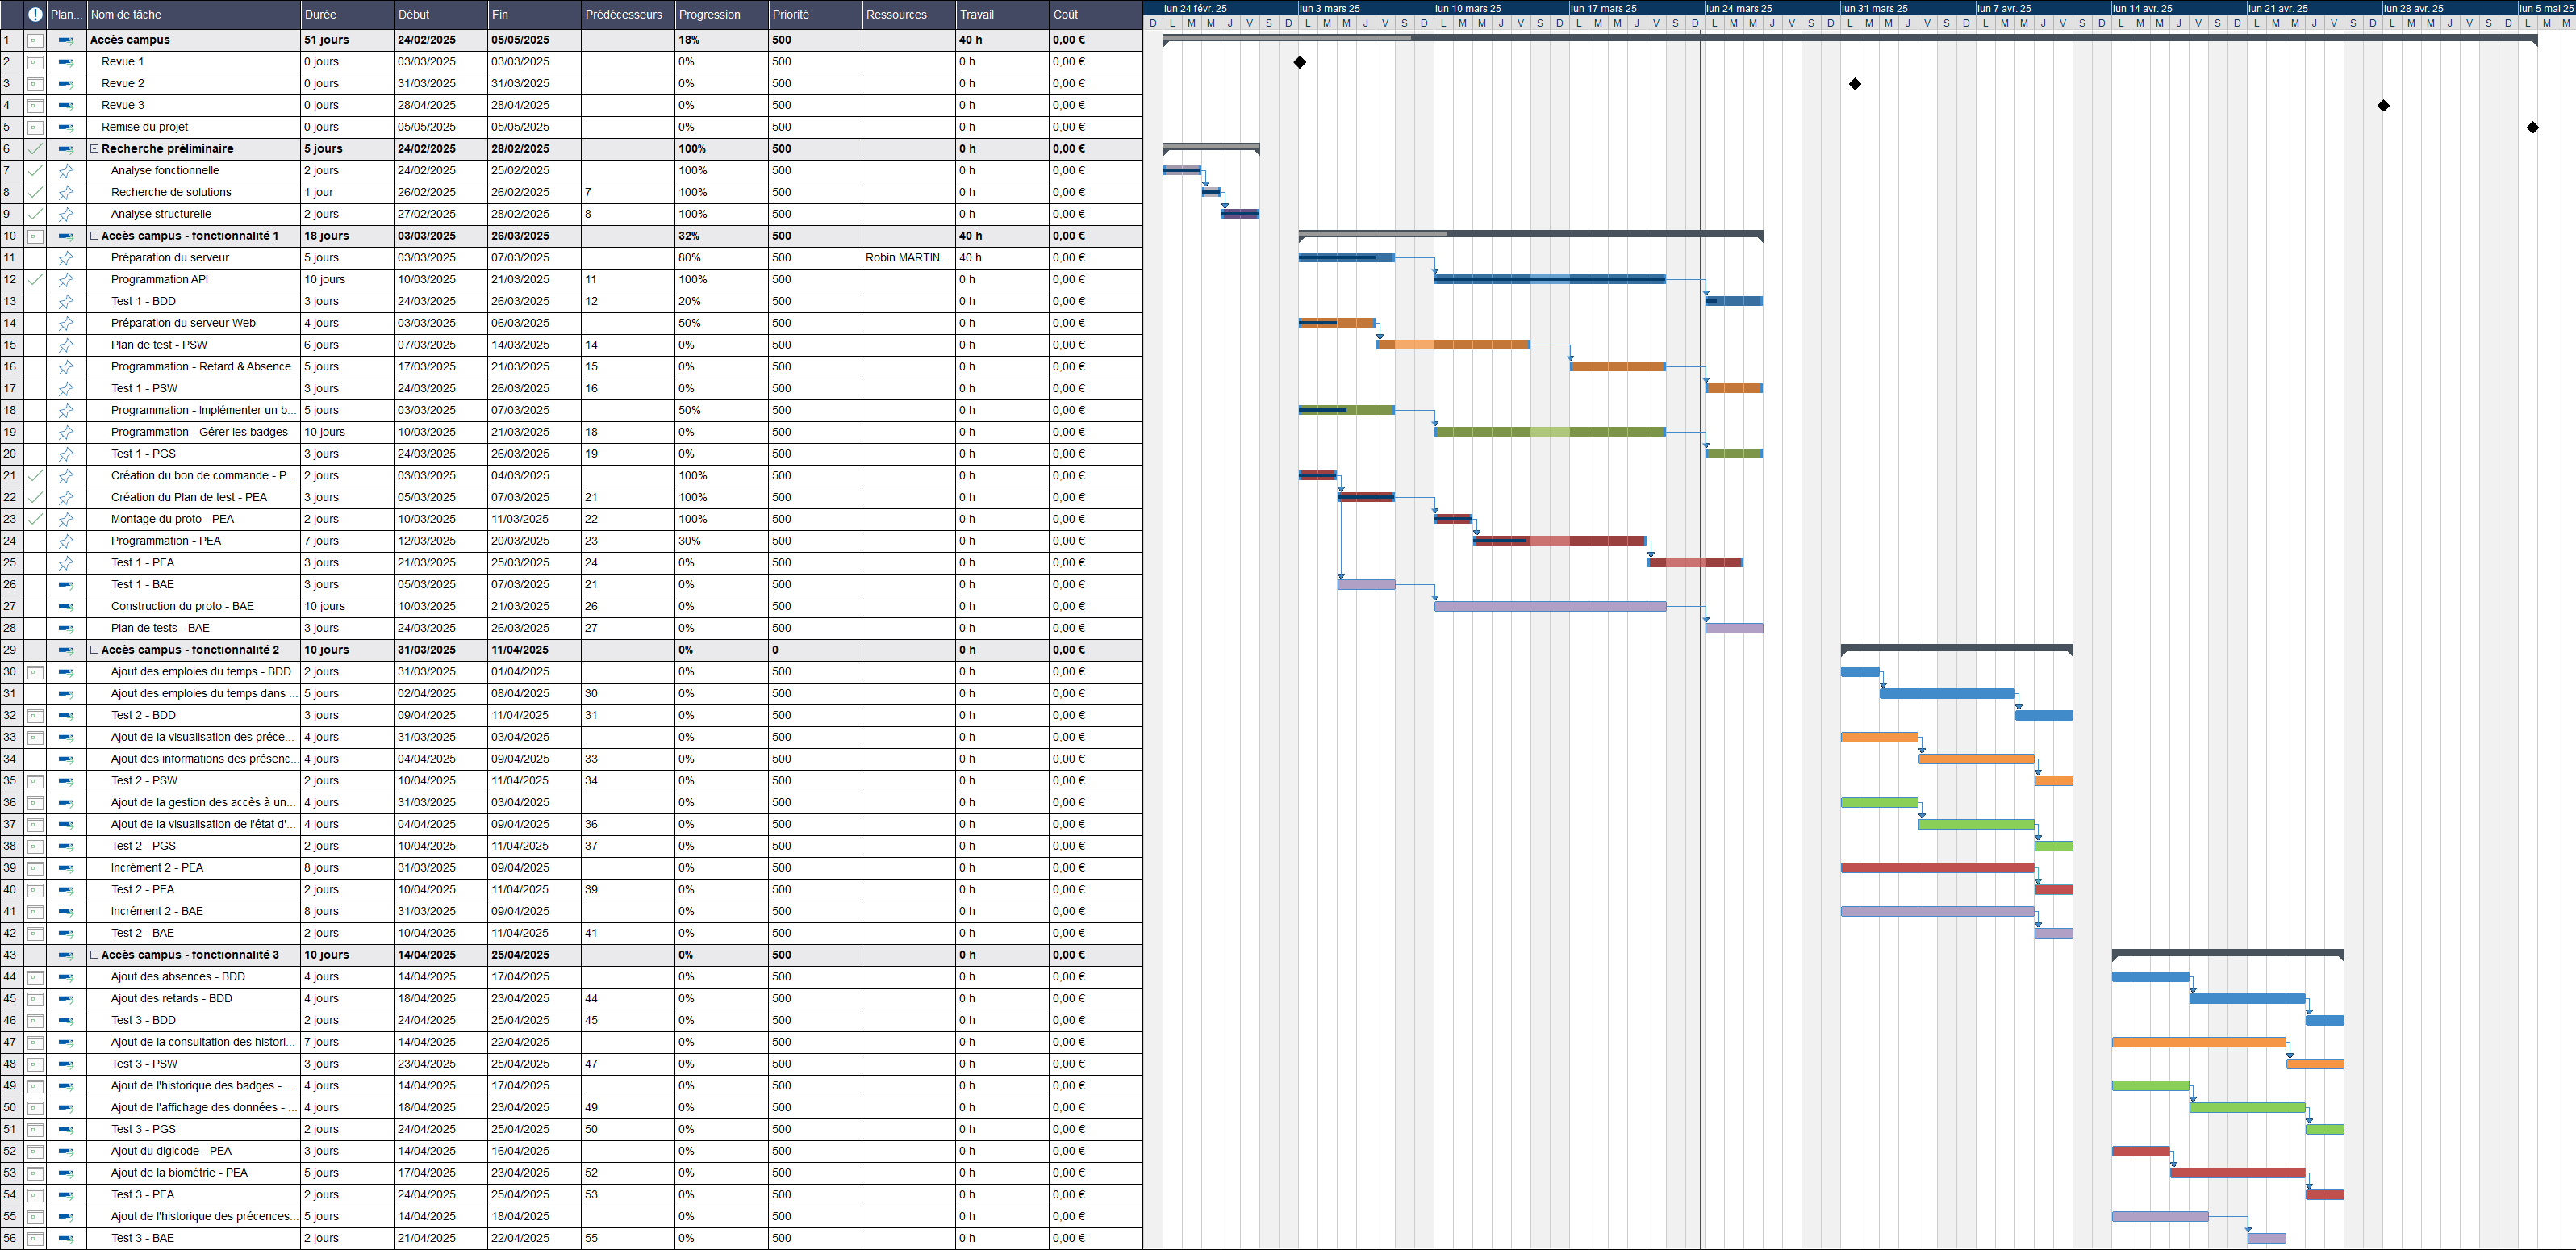 Plan... Nom de tâche Durée Début Fin Prédécesseurs Progression Priorité Ressources Travail Coût
lun 24 févr. 25 lun 3 mars 25 lun 10 mars 25 lun 17 mars 25 lun 24 mars 25 lun 31 mars 25 lun 7 avr. 25 lun 14 avr. 25 lun 21 avr. 25 lun 28 avr. 25 lun 5 mai 25
D L M M J V S D L M M J V S D L M M J V S D L M M J V S D L M M J V S D L M M J V S D L M M J V S D L M M J V S D L M M J V S D L M M J V S D L M M
1 Accès campus 51 jours 24/02/2025 05/05/2025 18% 500 40 h 0,00 €
2 Revue 1 0 jours 03/03/2025 03/03/2025 0% 500 0 h 0,00 €
3 Revue 2 0 jours 31/03/2025 31/03/2025 0% 500 0 h 0,00 €
4 Revue 3 0 jours 28/04/2025 28/04/2025 0% 500 0 h 0,00 €
5 Remise du projet 0 jours 05/05/2025 05/05/2025 0% 500 0 h 0,00 €
6 Recherche préliminaire 5 jours 24/02/2025 28/02/2025 100% 500 0 h 0,00 €
7 Analyse fonctionnelle 2 jours 24/02/2025 25/02/2025 100% 500 0 h 0,00 €
8 Recherche de solutions 1 jour 26/02/2025 26/02/2025 7 100% 500 0 h 0,00 €
9 Analyse structurelle 2 jours 27/02/2025 28/02/2025 8 100% 500 0 h 0,00 €
10 Accès campus - fonctionnalité 1 18 jours 03/03/2025 26/03/2025 32% 500 40 h 0,00 €
11 Préparation du serveur 5 jours 03/03/2025 07/03/2025 80% 500 Robin MARTIN... 40 h 0,00 €
12 Programmation API 10 jours 10/03/2025 21/03/2025 11 100% 500 0 h 0,00 €
13 Test 1 - BDD 3 jours 24/03/2025 26/03/2025 12 20% 500 0 h 0,00 €
14 Préparation du serveur Web 4 jours 03/03/2025 06/03/2025 50% 500 0 h 0,00 €
15 Plan de test - PSW 6 jours 07/03/2025 14/03/2025 14 0% 500 0 h 0,00 €
16 Programmation - Retard & Absence 5 jours 17/03/2025 21/03/2025 15 0% 500 0 h 0,00 €
17 Test 1 - PSW 3 jours 24/03/2025 26/03/2025 16 0% 500 0 h 0,00 €
18 Programmation - Implémenter un b... 5 jours 03/03/2025 07/03/2025 50% 500 0 h 0,00 €
19 Programmation - Gérer les badges 10 jours 10/03/2025 21/03/2025 18 0% 500 0 h 0,00 €
20 Test 1 - PGS 3 jours 24/03/2025 26/03/2025 19 0% 500 0 h 0,00 €
21 Création du bon de commande - P... 2 jours 03/03/2025 04/03/2025 100% 500 0 h 0,00 €
22 Création du Plan de test - PEA 3 jours 05/03/2025 07/03/2025 21 100% 500 0 h 0,00 €
23 Montage du proto - PEA 2 jours 10/03/2025 11/03/2025 22 100% 500 0 h 0,00 €
24 Programmation - PEA 7 jours 12/03/2025 20/03/2025 23 30% 500 0 h 0,00 €
25 Test 1 - PEA 3 jours 21/03/2025 25/03/2025 24 0% 500 0 h 0,00 €
26 Test 1 - BAE 3 jours 05/03/2025 07/03/2025 21 0% 500 0 h 0,00 €
27 Construction du proto - BAE 10 jours 10/03/2025 21/03/2025 26 0% 500 0 h 0,00 €
28 Plan de tests - BAE 3 jours 24/03/2025 26/03/2025 27 0% 500 0 h 0,00 €
29 Accès campus - fonctionnalité 2 10 jours 31/03/2025 11/04/2025 0% 0 0 h 0,00 €
30 Ajout des emploies du temps - BDD 2 jours 31/03/2025 01/04/2025 0% 500 0 h 0,00 €
31 Ajout des emploies du temps dans ... 5 jours 02/04/2025 08/04/2025 30 0% 500 0 h 0,00 €
32 Test 2 - BDD 3 jours 09/04/2025 11/04/2025 31 0% 500 0 h 0,00 €
33 Ajout de la visualisation des préce... 4 jours 31/03/2025 03/04/2025 0% 500 0 h 0,00 €
34 Ajout des informations des présenc... 4 jours 04/04/2025 09/04/2025 33 0% 500 0 h 0,00 €
35 Test 2 - PSW 2 jours 10/04/2025 11/04/2025 34 0% 500 0 h 0,00 €
36 Ajout de la gestion des accès à un... 4 jours 31/03/2025 03/04/2025 0% 500 0 h 0,00 €
37 Ajout de la visualisation de l'état d'... 4 jours 04/04/2025 09/04/2025 36 0% 500 0 h 0,00 €
38 Test 2 - PGS 2 jours 10/04/2025 11/04/2025 37 0% 500 0 h 0,00 €
39 Incrément 2 - PEA 8 jours 31/03/2025 09/04/2025 0% 500 0 h 0,00 €
40 Test 2 - PEA 2 jours 10/04/2025 11/04/2025 39 0% 500 0 h 0,00 €
41 Incrément 2 - BAE 8 jours 31/03/2025 09/04/2025 0% 500 0 h 0,00 €
42 Test 2 - BAE 2 jours 10/04/2025 11/04/2025 41 0% 500 0 h 0,00 €
43 Accès campus - fonctionnalité 3 10 jours 14/04/2025 25/04/2025 0% 500 0 h 0,00 €
44 Ajout des absences - BDD 4 jours 14/04/2025 17/04/2025 0% 500 0 h 0,00 €
45 Ajout des retards - BDD 4 jours 18/04/2025 23/04/2025 44 0% 500 0 h 0,00 €
46 Test 3 - BDD 2 jours 24/04/2025 25/04/2025 45 0% 500 0 h 0,00 €
47 Ajout de la consultation des histori... 7 jours 14/04/2025 22/04/2025 0% 500 0 h 0,00 €
48 Test 3 - PSW 3 jours 23/04/2025 25/04/2025 47 0% 500 0 h 0,00 €
49 Ajout de l'historique des badges - ... 4 jours 14/04/2025 17/04/2025 0% 500 0 h 0,00 €
50 Ajout de l'affichage des données - ... 4 jours 18/04/2025 23/04/2025 49 0% 500 0 h 0,00 €
51 Test 3 - PGS 2 jours 24/04/2025 25/04/2025 50 0% 500 0 h 0,00 €
52 Ajout du digicode - PEA 3 jours 14/04/2025 16/04/2025 0% 500 0 h 0,00 €
53 Ajout de la biométrie - PEA 5 jours 17/04/2025 23/04/2025 52 0% 500 0 h 0,00 €
54 Test 3 - PEA 2 jours 24/04/2025 25/04/2025 53 0% 500 0 h 0,00 €
55 Ajout de l'historique des précences... 5 jours 14/04/2025 18/04/2025 0% 500 0 h 0,00 €
56 Test 3 - BAE 2 jours 21/04/2025 22/04/2025 55 0% 500 0 h 0,00 €